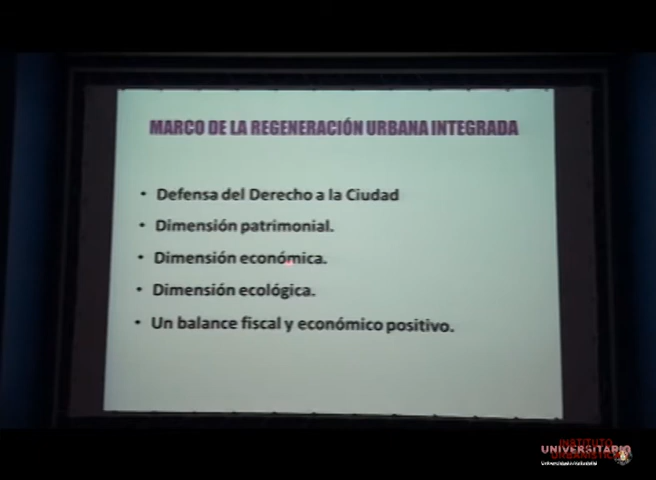 MARCO DE LA REGENERACIÓN URBANA INTEGRADA
• Defensa del Derecho a la Ciudad
• Dimensión patrimonial.
• Dimensión económica.
• Dimensión ecológica.
• Un balance fiscal y económico positivo.
INSTITUTO
UNIVERSITARIO